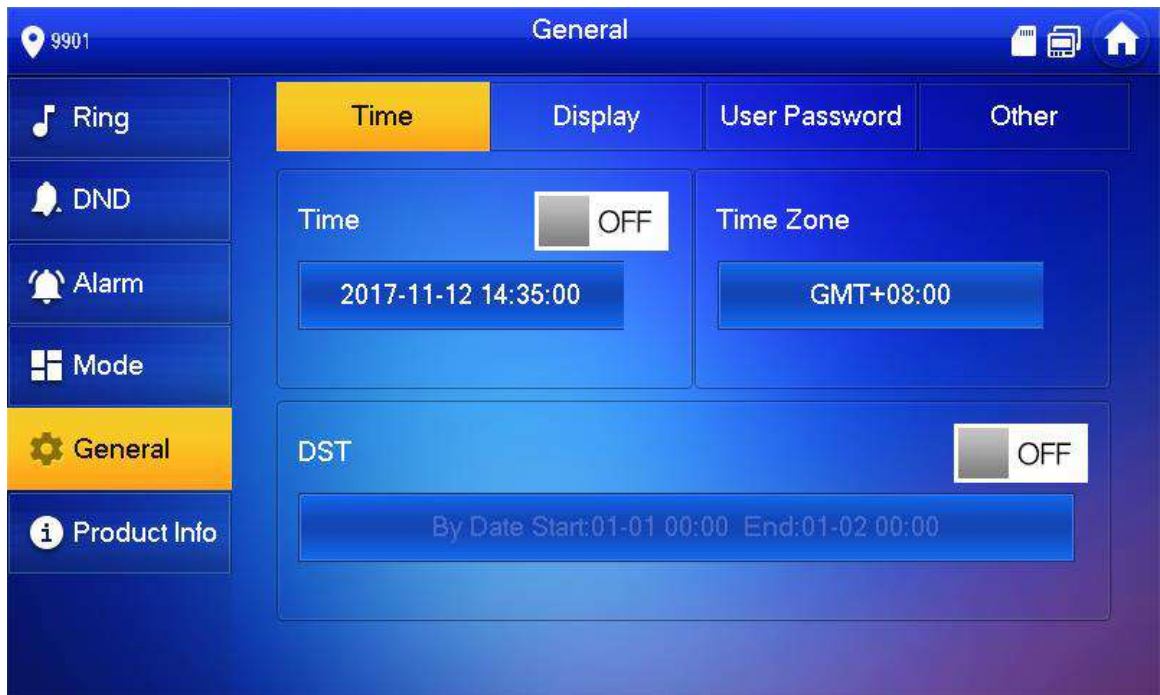 9901
General
Ring
DND
Alarm
Mode
General
Product Info
Time
Display
User Password
Other
Time
OFF
2017-11-12 14:35:00
Time Zone
GMT+08:00
DST
OFF
By Date Start:01-01 00:00 End:01-02 00:00